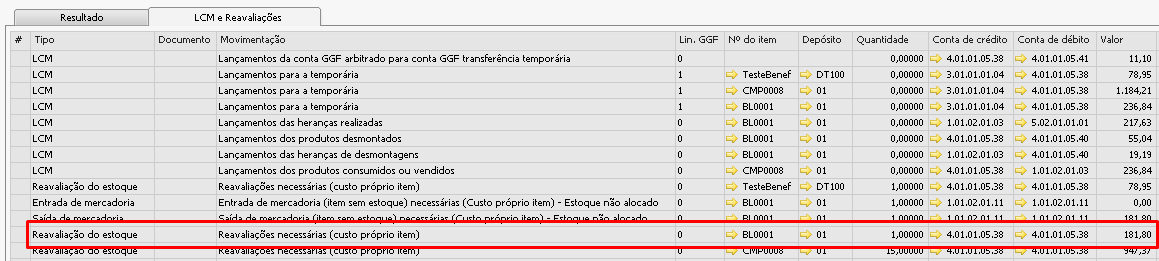 Resultado LCM e Reavaliações
# Tipo Documento Movimentação Lin. GGF Nº do item Depósito Quantidade Conta de crédito Conta de débito Valor
LCM Lançamentos da conta GGF arbitrado para conta GGF transferência temporária 0 0,00000 4.01.01.05.38 4.01.01.05.41 11,10
LCM Lançamentos para a temporária 1 TesteBenef DT100 0,00000 3.01.01.01.04 4.01.01.05.38 78,95
LCM Lançamentos para a temporária 1 CMP0008 01 0,00000 3.01.01.01.04 4.01.01.05.38 1.184,21
LCM Lançamentos para a temporária 1 BL0001 01 0,00000 3.01.01.01.04 4.01.01.05.38 236,84
LCM Lançamentos das heranças realizadas 0 BL0001 01 0,00000 1.01.02.01.03 5.02.01.01.01 217,63
LCM Lançamentos dos produtos desmontados 0 BL0001 01 0,00000 4.01.01.05.38 4.01.01.05.40 55,04
LCM Lançamentos das heranças de desmontagens 0 BL0001 01 0,00000 1.01.02.01.03 4.01.01.05.40 19,19
LCM Lançamentos dos produtos consumidos ou vendidos 0 CMP0008 01 0,00000 4.01.01.05.38 1.01.02.01.03 236,84
Reavaliação do estoque Reavaliações necessárias (custo próprio item) 0 TesteBenef DT100 1,00000 4.01.01.05.38 4.01.01.05.38 78,95
Entrada de mercadoria Entrada de mercadoria (item sem estoque) necessárias (Custo próprio item) - Estoque não alocado 0 BL0001 01 1,00000 1.01.02.01.11 1.01.02.01.11 0,00
Saída de mercadoria Saída de mercadoria (item sem estoque) necessárias (Custo próprio item) - Estoque não alocado 0 BL0001 01 1,00000 1.01.02.01.11 1.01.02.01.11 181,80
Reavaliação do estoque Reavaliações necessárias (custo próprio item) 0 BL0001 01 1,00000 4.01.01.05.38 4.01.01.05.38 181,80
Reavaliação do estoque Reavaliações necessárias (custo próprio item) 0 CMP0008 01 15,00000 4.01.01.05.38 4.01.01.05.38 947,37